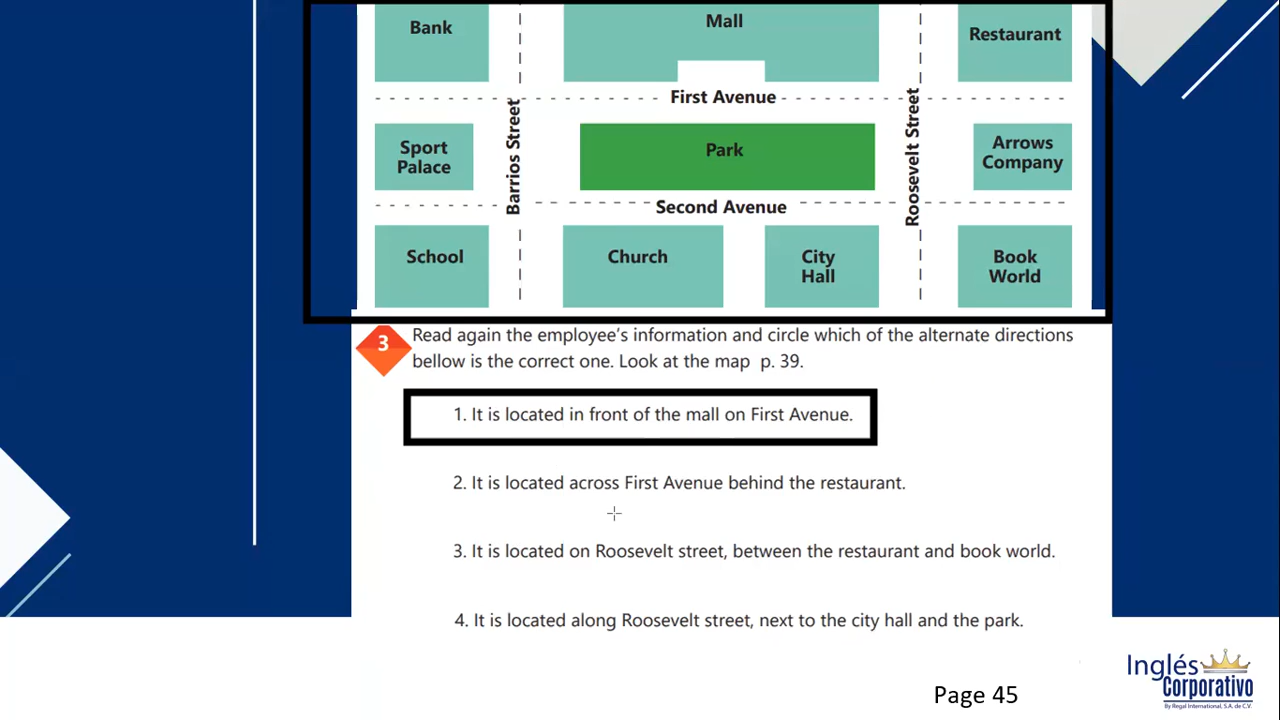 Bank
Mall
Restaurant
First Avenue
Barrios Street
Roosevelt Street
Sport
Palace
Park
Arrows
Company
Second Avenue
School
Church
City
Hall
Book
World
3
Read again the employee's information and circle which of the alternate directions
bellow is the correct one. Look at the map p. 39.
1. It is located in front of the mall on First Avenue.
2. It is located across First Avenue behind the restaurant.
3. It is located on Roosevelt street, between the restaurant and book world.
4. It is located along Roosevelt street, next to the city hall and the park.
Page 45
Inglés
Corporativo
By Regal International, S.A. de C.V.